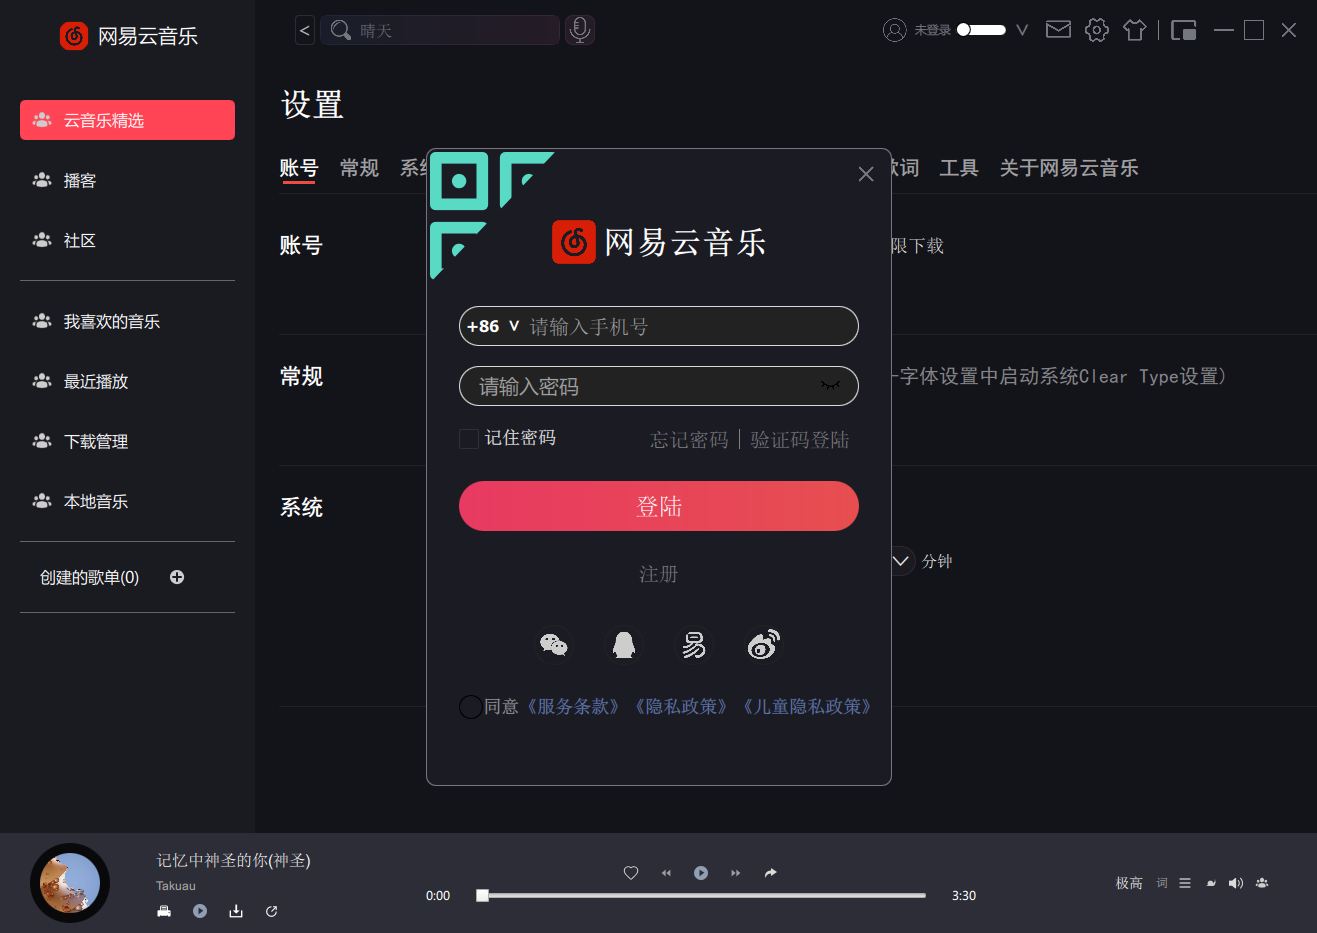 网易云音乐
<
晴天
未登录
V
设置
云音乐精选
播客
社区
我喜欢的音乐
最近播放
下载管理
本地音乐
创建的歌单(0)
账号 常规 系统
词 工具 关于网易云音乐
账号
限下载
常规
字体设置中启动系统Clear Type设置)
系统
分钟
网易云音乐
+86 V 请输入手机号
请输入密码
记住密码
忘记密码 | 验证码登陆
登陆
注册
同意《服务条款》《隐私政策》《儿童隐私政策》
记忆中神圣的你(神圣)
Takuau
0:00
3:30
极高 词